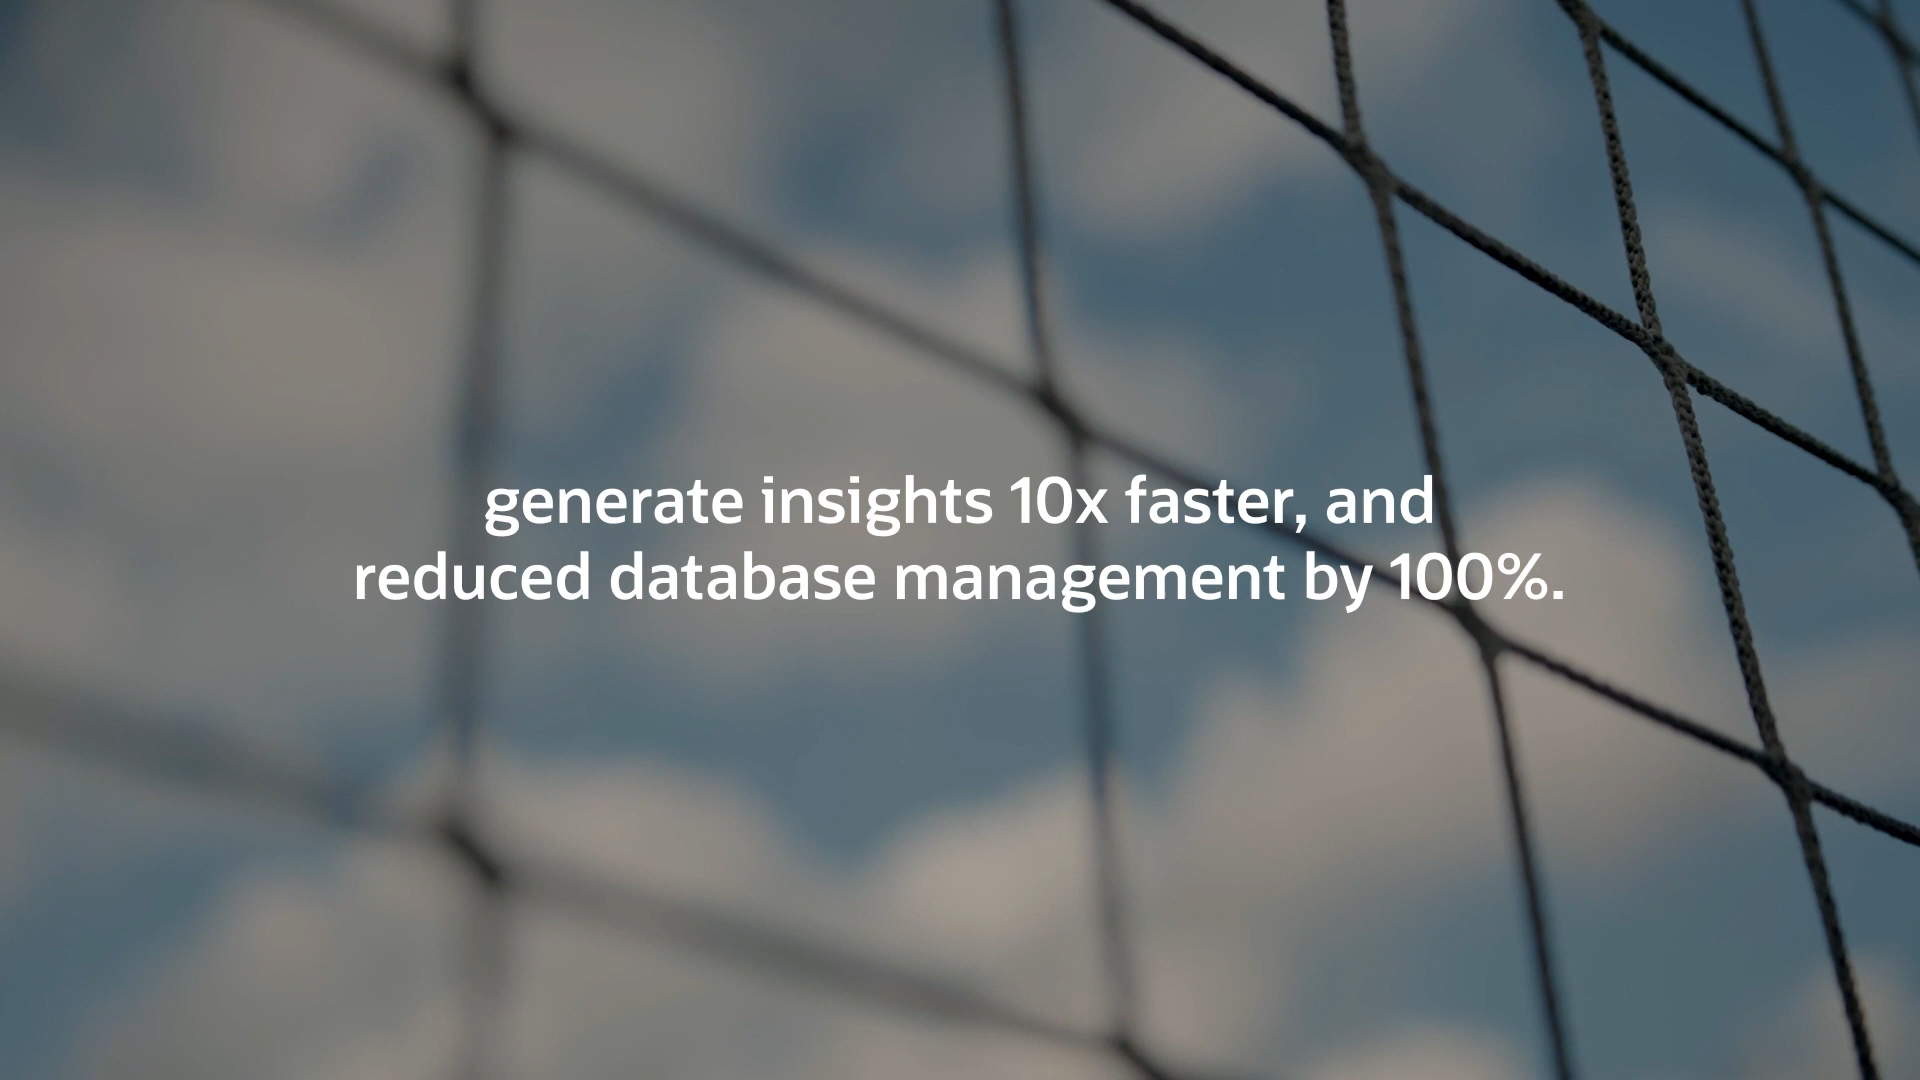 generate insights 10x faster, and
reduced database management by 100%.